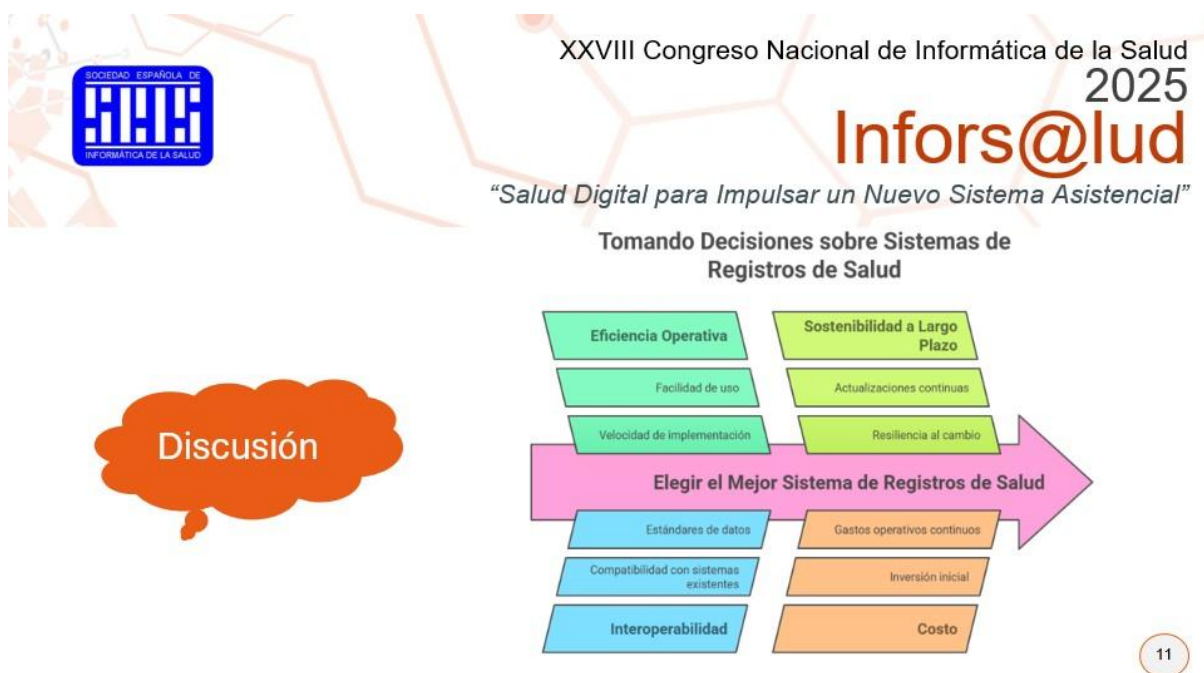 SOCIEDAD ESPAÑOLA DE
SEIS
INFORMÁTICA DE LA SALUD
XXVIII Congreso Nacional de Informática de la Salud
2025
Infors@lud
“Salud Digital para Impulsar un Nuevo Sistema Asistencial”
Tomando Decisiones sobre Sistemas de
Registros de Salud
Discusión
Eficiencia Operativa
Facilidad de uso
Velocidad de implementación
Sostenibilidad a Largo
Plazo
Actualizaciones continuas
Resiliencia al cambio
Elegir el Mejor Sistema de Registros de Salud
Estándares de datos
Compatibilidad con sistemas
existentes
Interoperabilidad
Gastos operativos continuos
Inversión inicial
Costo
11